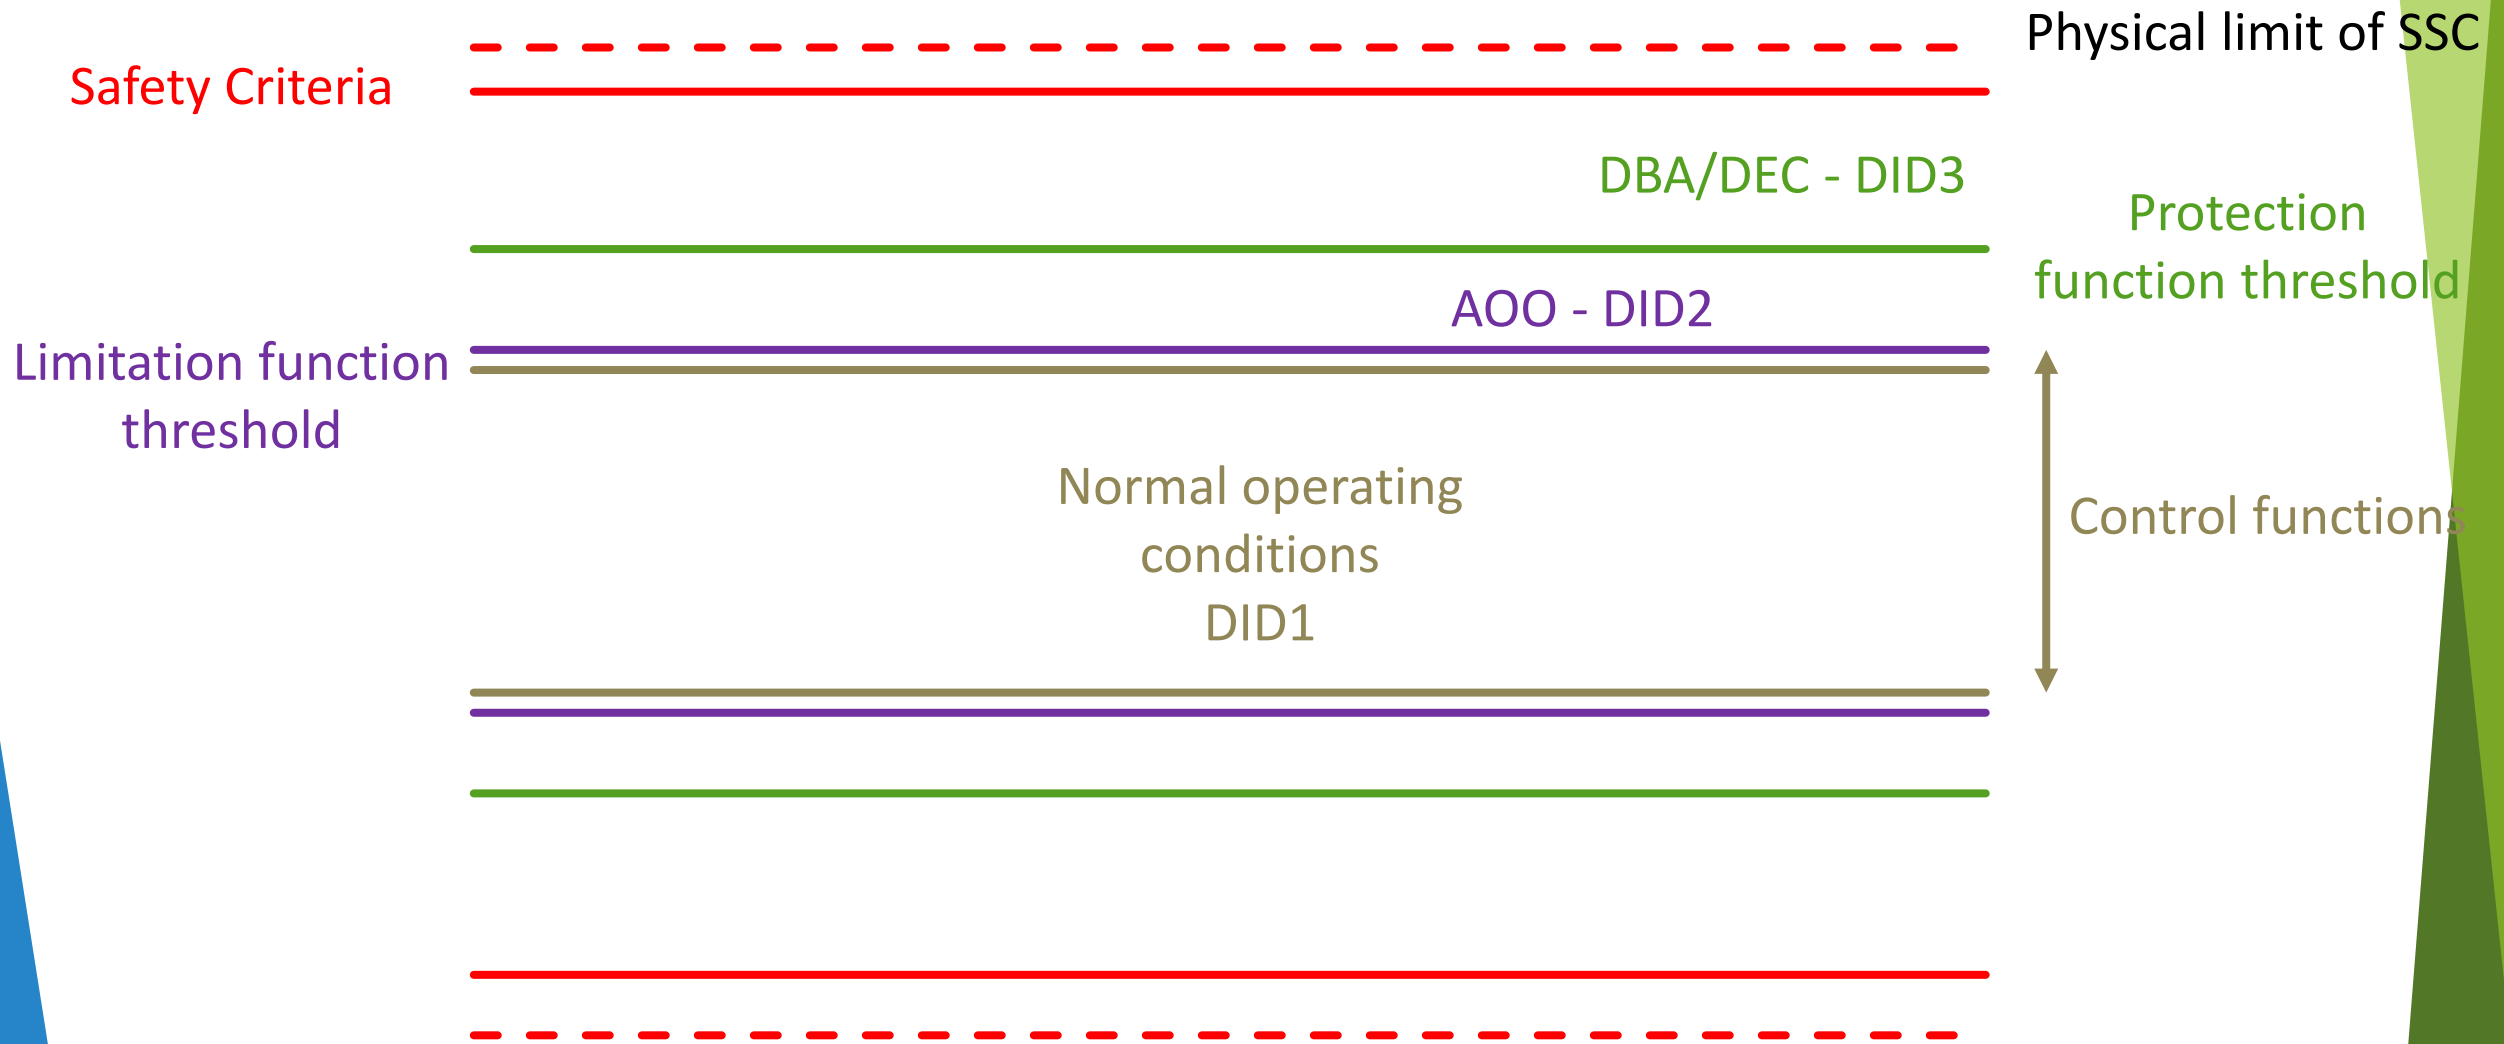 Physical limit of SSC
Safety Criteria
DBA/DEC - DID3
Protection
function threshold
AOO - DID2
Limitation function
threshold
Normal operating
conditions
DID1
Control functions